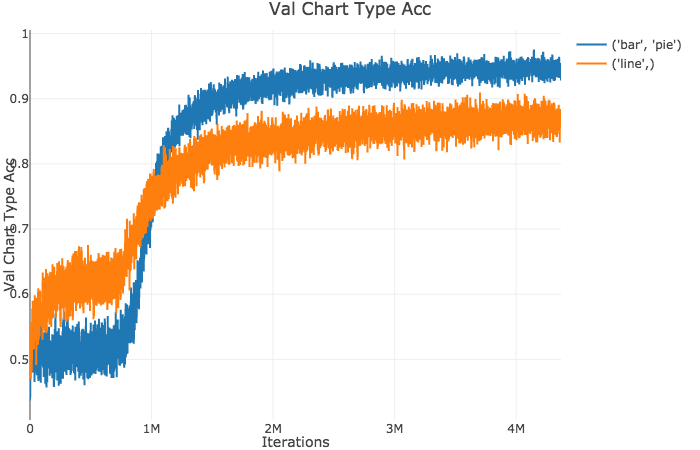 Val Chart Type Acc
1
0.9
0.8
0.7
0.6
0.5
Val Chart Type Acc
0
1M
2M
3M
4M
Iterations
('bar', 'pie')
('line',)